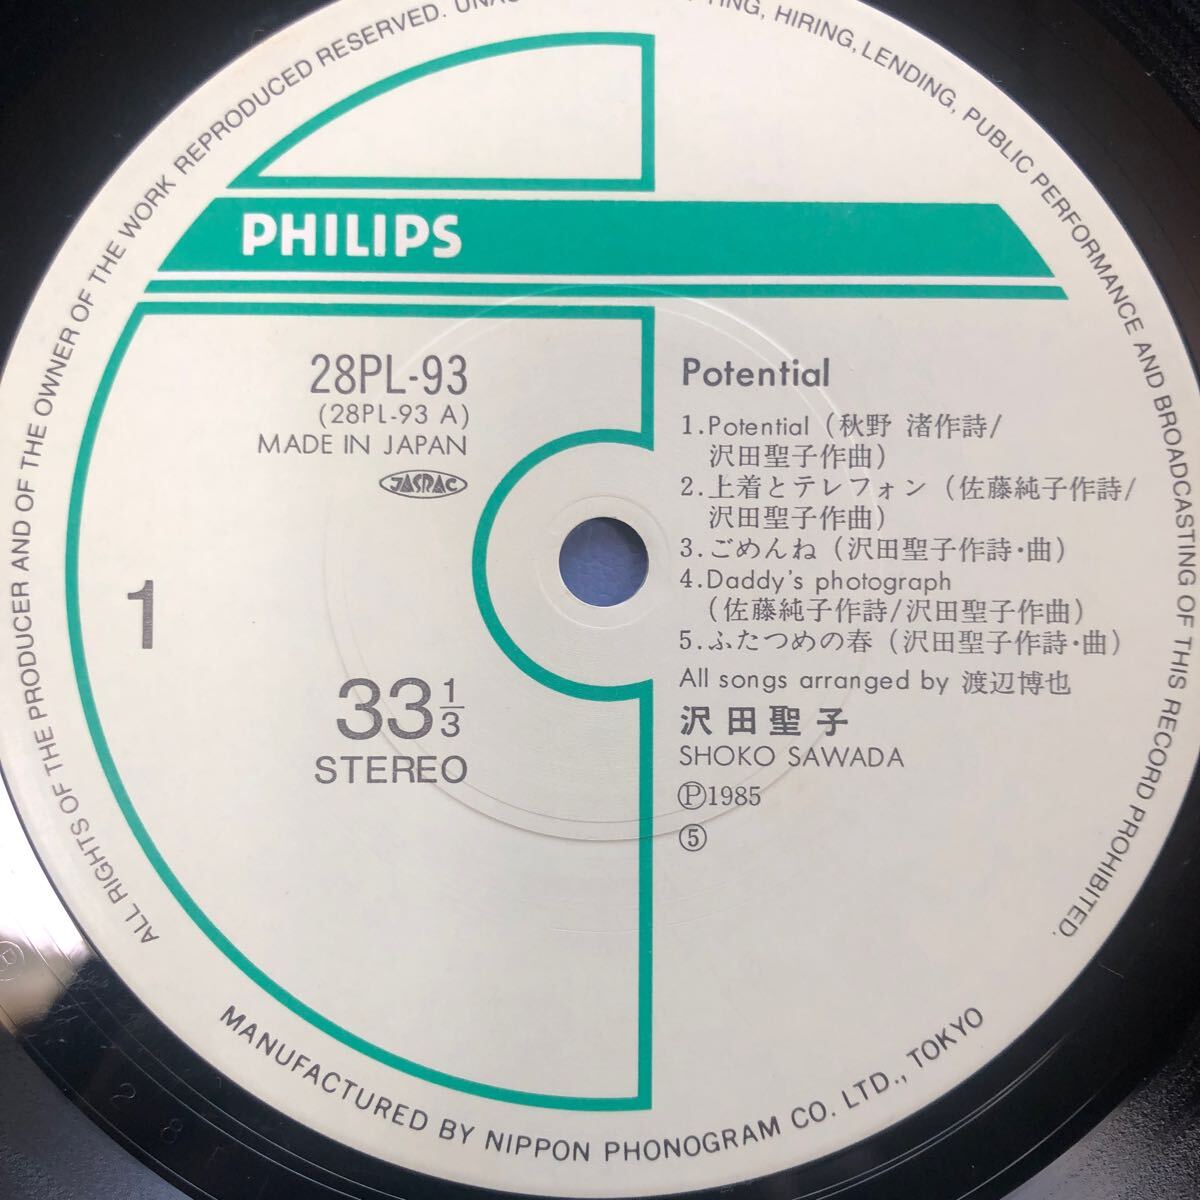 ALL RIGHTS OF THE PRODUCER AND OF THE OWNER OF THE WORK REPRODUCED RESERVED. HIRING, LENDING, PUBLIC PERFORMANCE AND BROADCASTING OF THIS RECORD PROHIBITED.
PHILIPS
28PL-93
(28PL-93 A)
MADE IN JAPAN
JASRAC
1
33 1/3
STEREO
Potential
1.Potential (秋野 渚作詩/
沢田聖子作曲)
2.上着とテレフォン (佐藤純子作詩/
沢田聖子作曲)
3.ごめんね (沢田聖子作詩・曲)
4.Daddy's photograph
(佐藤純子作詩/沢田聖子作曲)
5.ふたつめの春 (沢田聖子作詩・曲)
All songs arranged by 渡辺博也
沢田聖子
SHOKO SAWADA
Ⓟ1985
⑤
MANUFACTURED BY NIPPON PHONOGRAM CO. LTD., TOKYO
Ⓟ
2 8